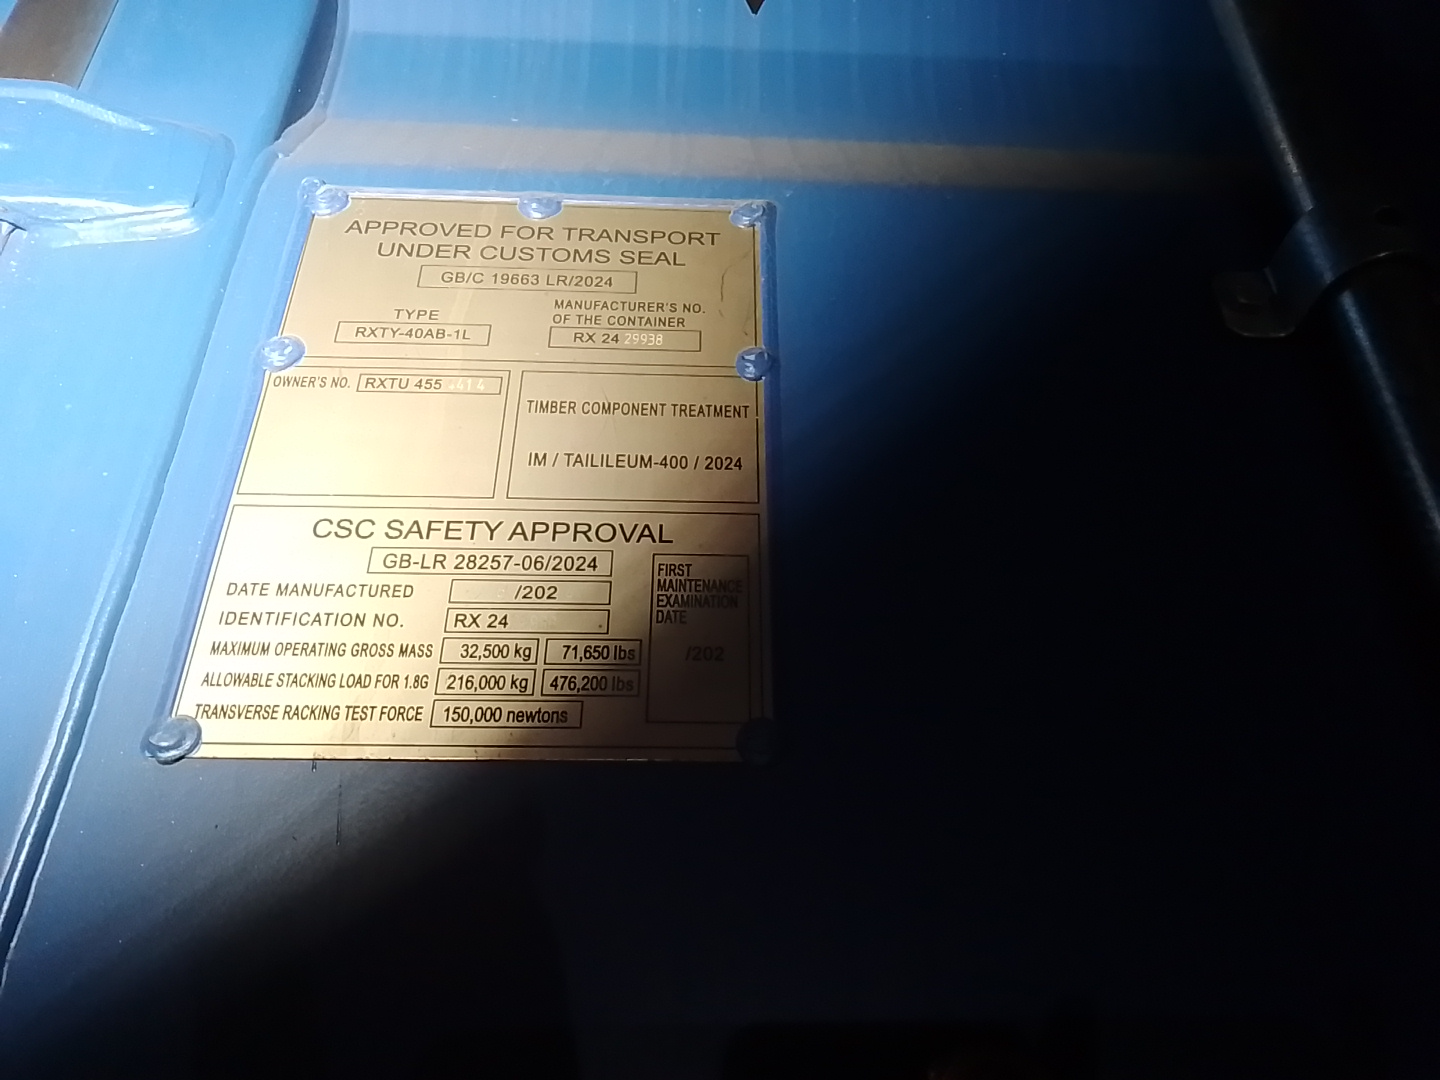 APPROVED FOR TRANSPORT
UNDER CUSTOMS SEAL
GB/C 19663 LR/2024
TYPE
RXTY-40AB-1L
MANUFACTURER'S NO.
OF THE CONTAINER
RX 24 29938
OWNER'S NO. RXTU 455
TIMBER COMPONENT TREATMENT
IM / TAILILEUM-400 / 2024
CSC SAFETY APPROVAL
GB-LR 28257-06/2024
DATE MANUFACTURED /202
IDENTIFICATION NO. RX 24
MAXIMUM OPERATING GROSS MASS 32,500 kg 71,650 lbs
ALLOWABLE STACKING LOAD FOR 1.8G 216,000 kg 476,200 lbs
TRANSVERSE RACKING TEST FORCE 150,000 newtons
FIRST
MAINTENANCE
EXAMINATION
DATE
/202